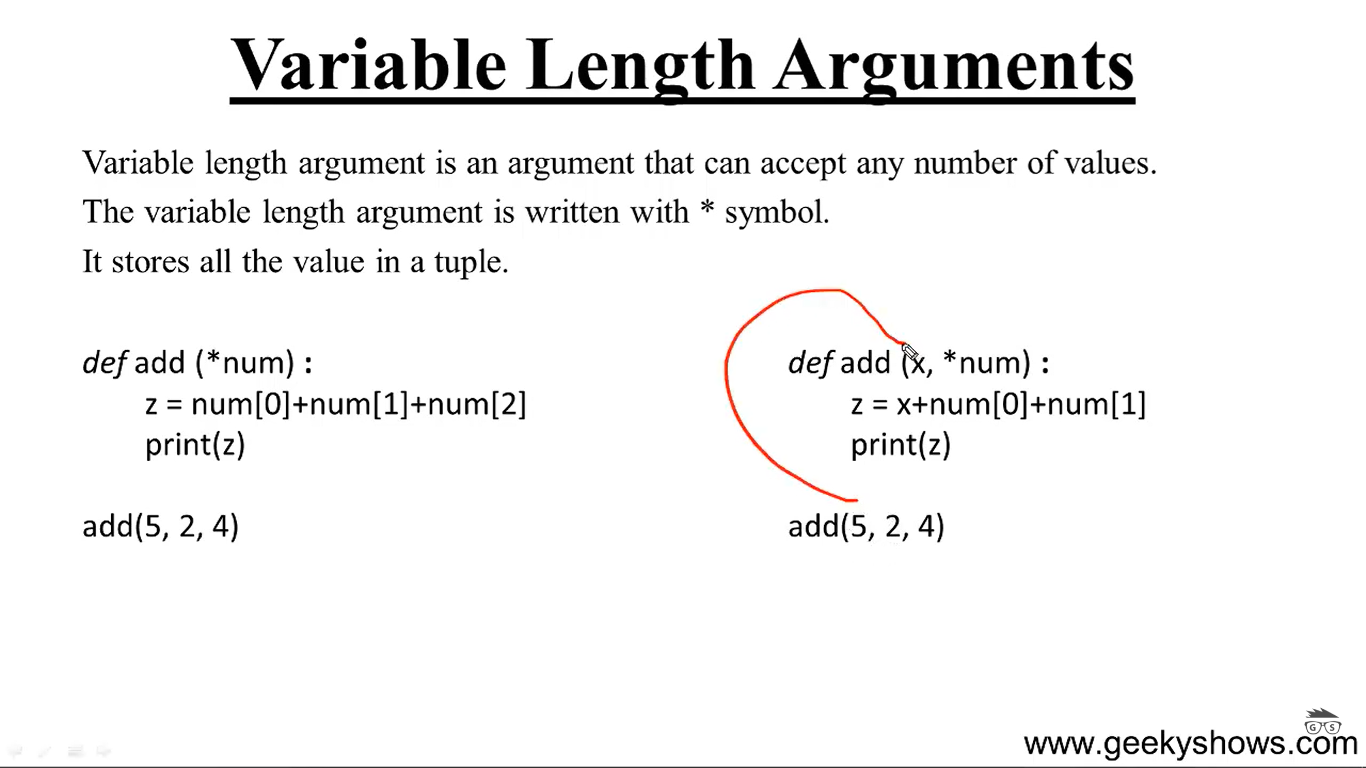 Variable Length Arguments
Variable length argument is an argument that can accept any number of values.
The variable length argument is written with * symbol.
It stores all the value in a tuple.
def add (*num) :
z = num[0]+num[1]+num[2]
print(z)
add(5, 2, 4)
def add (x, *num) :
z = x+num[0]+num[1]
print(z)
add(5, 2, 4)
G S
www.geekyshows.com